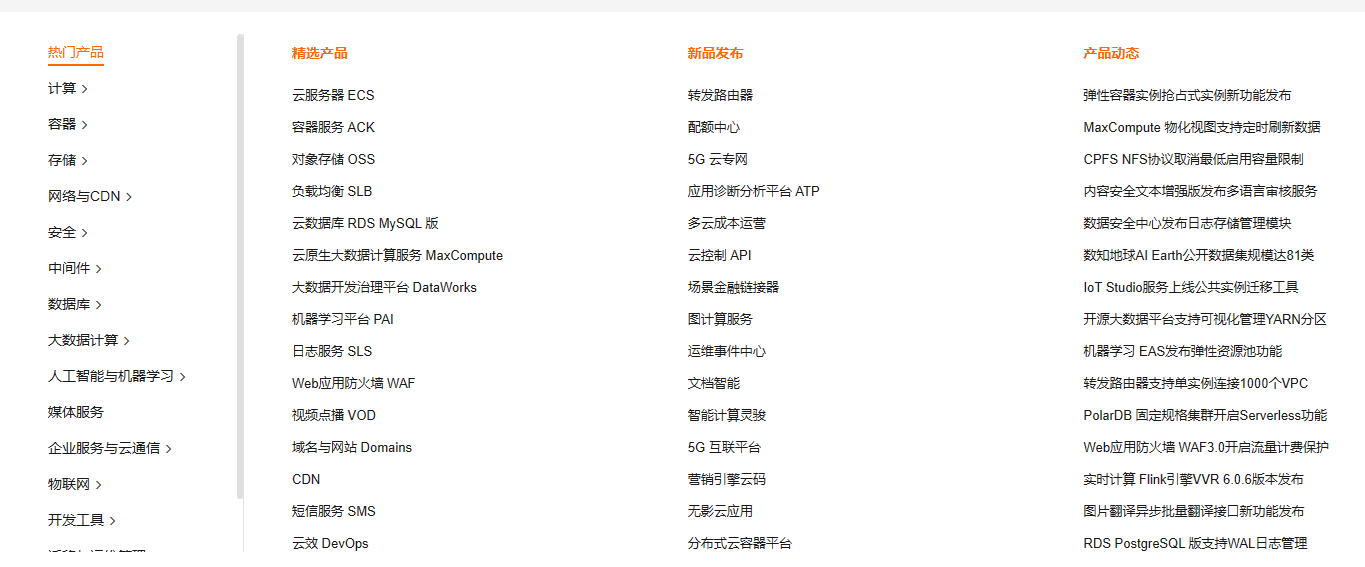 热门产品
计算
容器
存储
网络与CDN
安全
中间件
数据库
大数据计算
人工智能与机器学习
媒体服务
企业服务与云通信
物联网
开发工具
精选产品
云服务器 ECS
容器服务 ACK
对象存储 OSS
负载均衡 SLB
云数据库 RDS MySQL 版
云原生大数据计算服务 MaxCompute
大数据开发治理平台 DataWorks
机器学习平台 PAI
日志服务 SLS
Web应用防火墙 WAF
视频点播 VOD
域名与网站 Domains
CDN
短信服务 SMS
云效 DevOps
新品发布
转发路由器
配额中心
5G 云专网
应用诊断分析平台 ATP
多云成本运营
云控制 API
场景金融链接器
图计算服务
运维事件中心
文档智能
智能计算灵骏
5G 互联平台
营销引擎云码
无影云应用
分布式云容器平台
产品动态
弹性容器实例抢占式实例新功能发布
MaxCompute 物化视图支持定时刷新数据
CPFS NFS协议取消最低启用容量限制
内容安全文本增强版发布多语言审核服务
数据安全中心发布日志存储管理模块
数知地球AI Earth公开数据集规模达81类
IoT Studio服务上线公共实例迁移工具
开源大数据平台支持可视化管理YARN分区
机器学习 EAS发布弹性资源池功能
转发路由器支持单实例连接1000个VPC
PolarDB 固定规格集群开启Serverless功能
Web应用防火墙 WAF3.0开启流量计费保护
实时计算 Flink引擎VVR 6.0.6版本发布
图片翻译异步批量翻译接口新功能发布
RDS PostgreSQL 版支持WAL日志管理